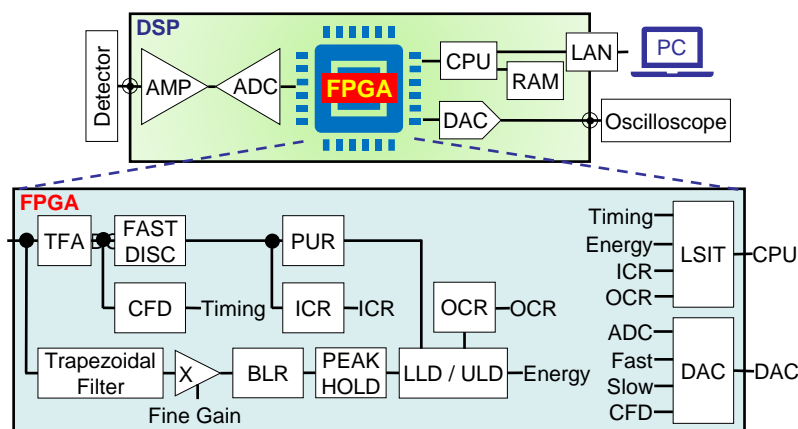 DSP
Detector
AMP
ADC
FPGA
CPU
RAM
LAN
PC
DAC
Oscilloscope
FPGA
TFA
FAST
DISC
PUR
CFD
Timing
ICR
ICR
OCR
OCR
Trapezoidal
Filter
X
Fine Gain
BLR
PEAK
HOLD
LLD / ULD
Energy
Timing
Energy
ICR
OCR
LSIT
CPU
ADC
Fast
Slow
CFD
DAC
DAC